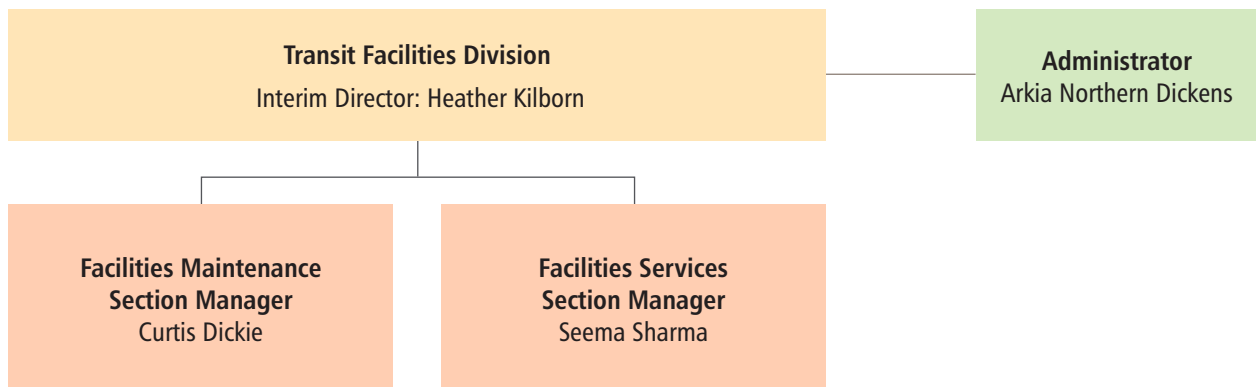 Transit Facilities Division
Interim Director: Heather Kilborn
Administrator
Arkia Northern Dickens
Facilities Maintenance
Section Manager
Curtis Dickie
Facilities Services
Section Manager
Seema Sharma